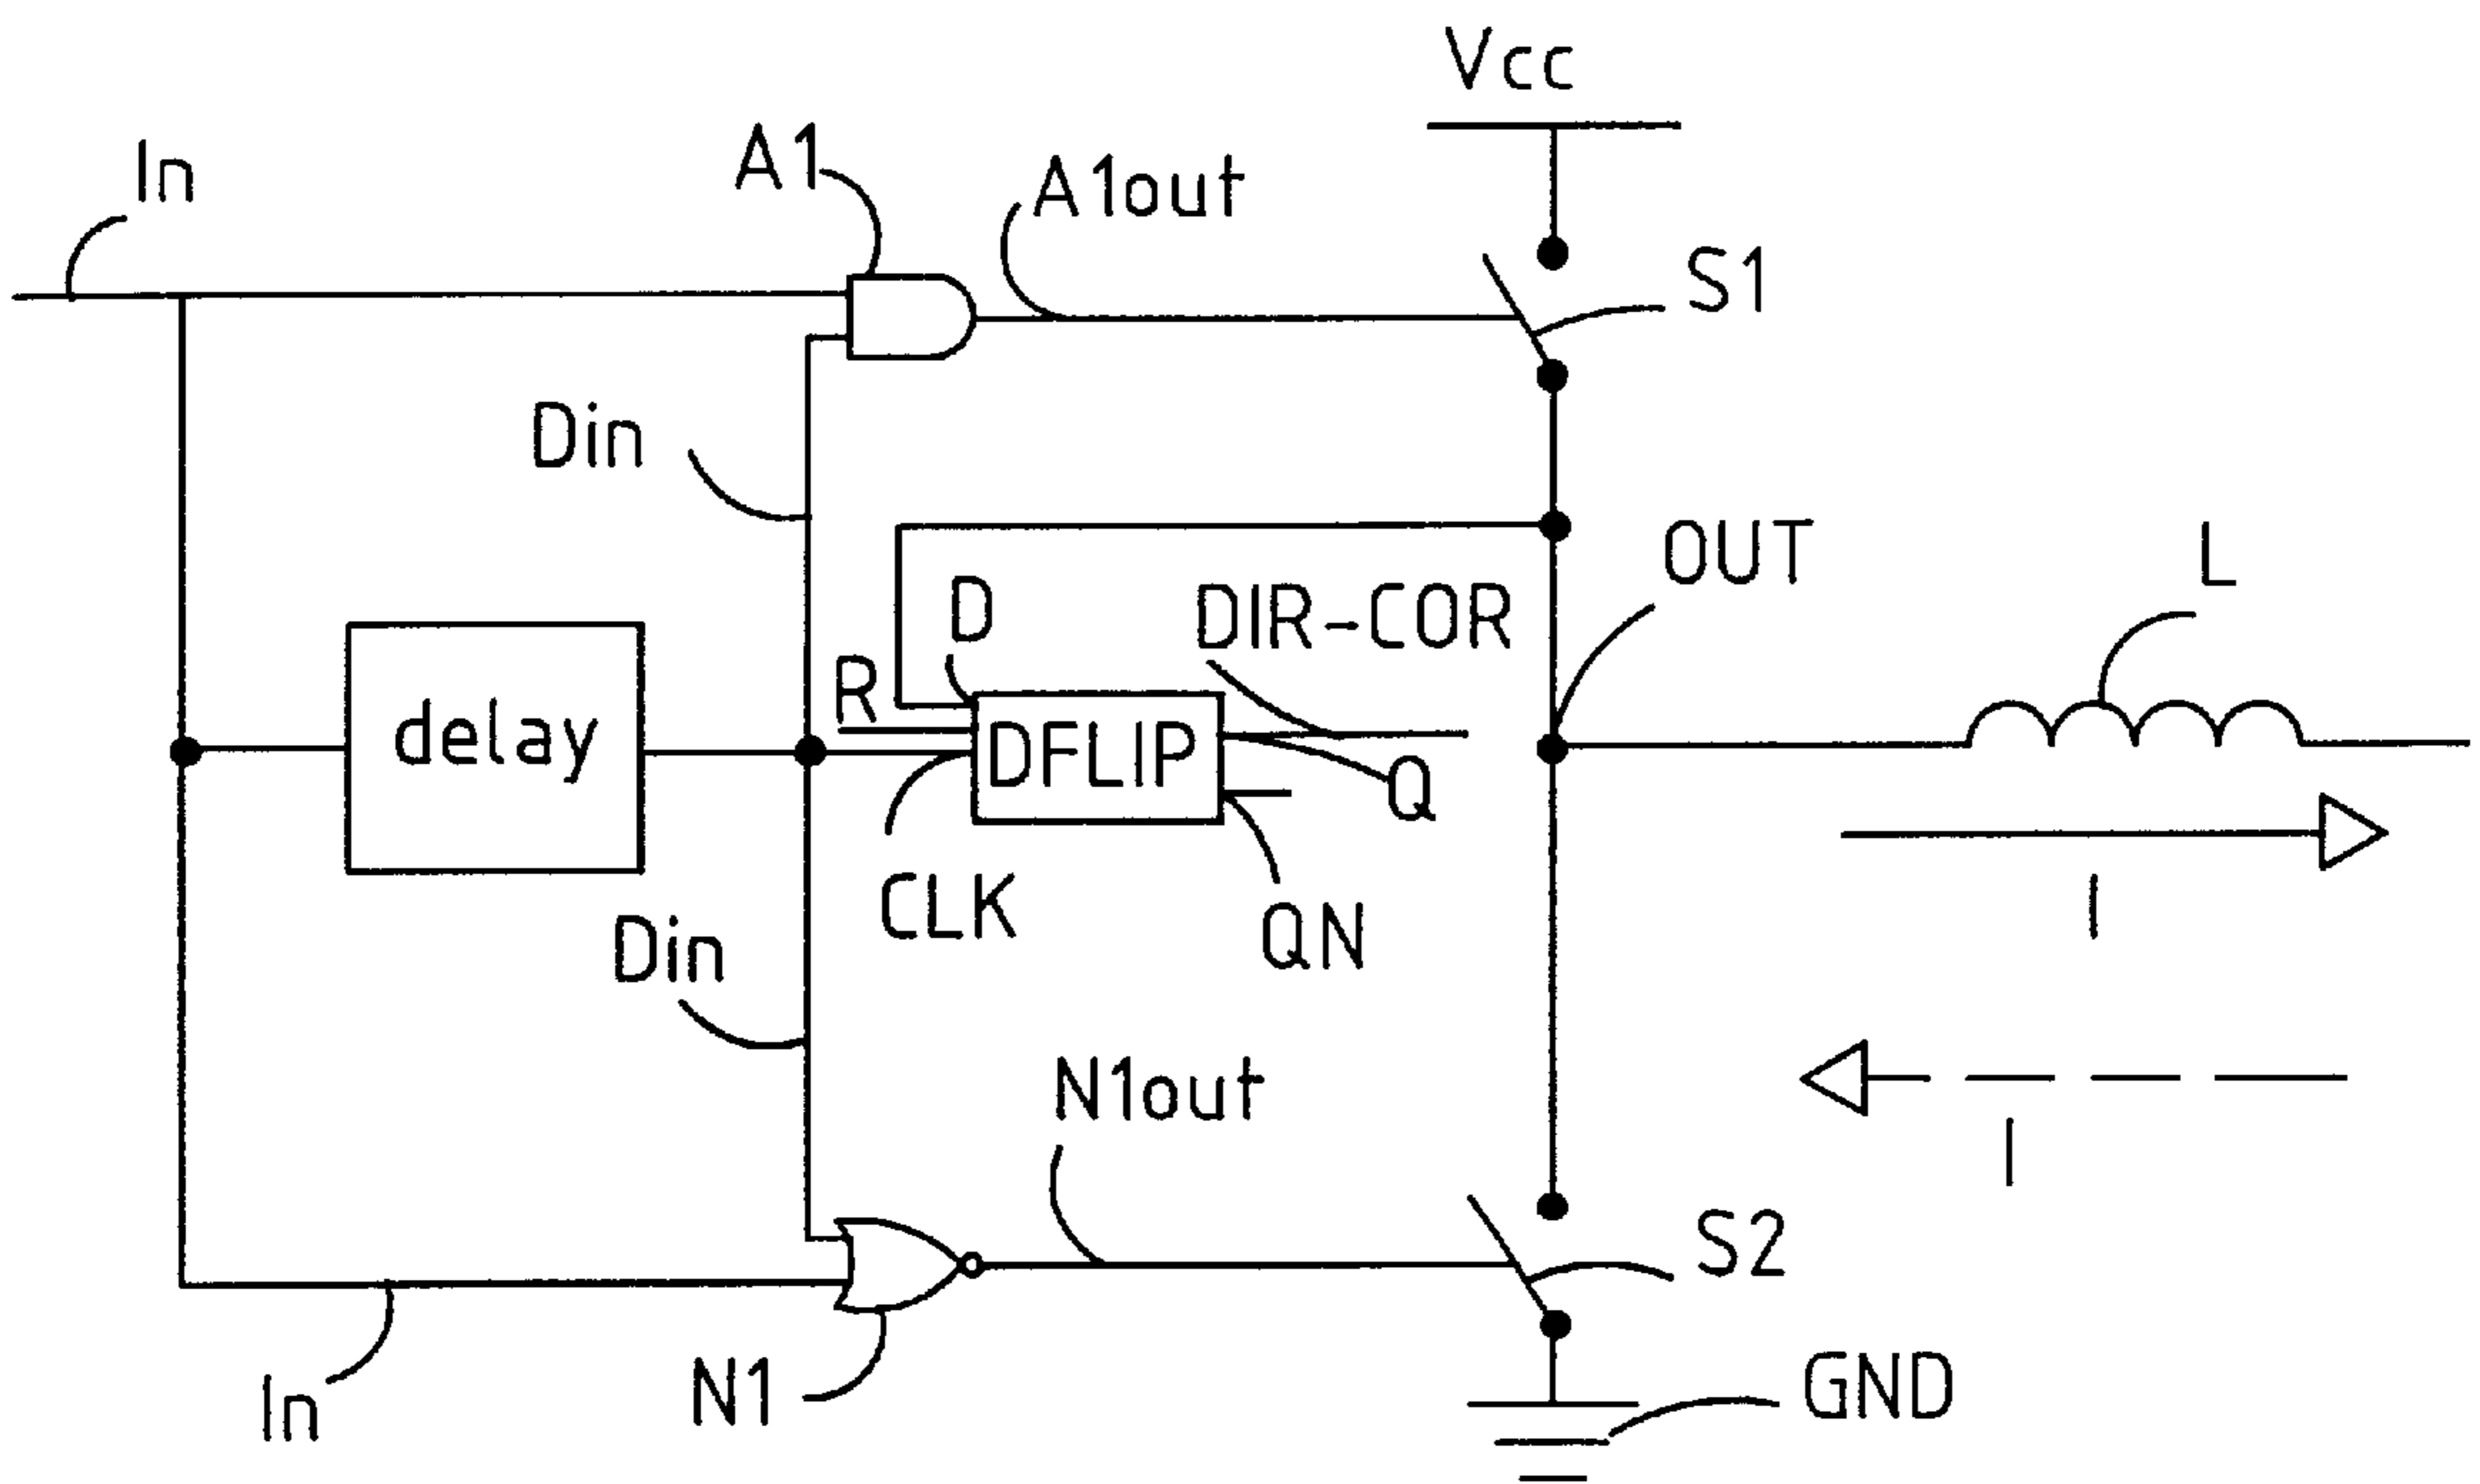 Vcc
In
A1
A1out
S1
Din
OUT
L
D
DIR-COR
R
delay
DFLIP
Q
CLK
QN
I
Din
N1out
I
S2
N1
In
GND